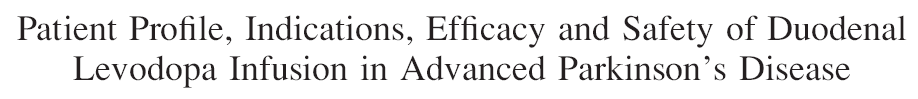 Patient Profile, Indications, Efficacy and Safety of Duodenal
Levodopa Infusion in Advanced Parkinson's Disease